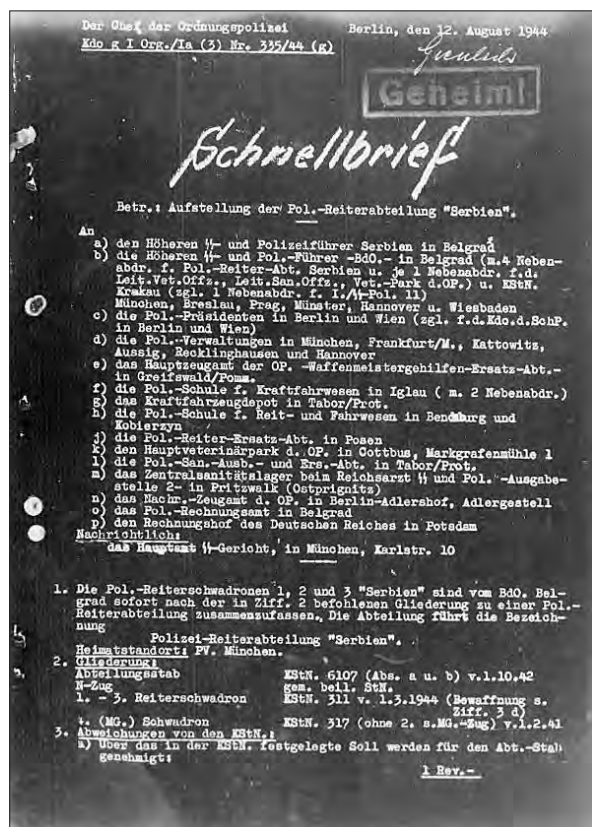 Der Chef der Ordnungspolizei
Berlin, den 12. August 1944
Kdo g I Org./Ia (3) Nr. 335/44 (g)
Geheim!
Schnellbrief
Betr.: Aufstellung der Pol.-Reiterabteilung "Serbien".
An
a) den Höheren SS- und Polizeiführer Serbien in Belgrad
b) die Höheren SS- und Pol.-Führer -BdO.- in Belgrad (m.4 Neben-
abdr. f. Pol.-Reiter-Abt. Serbien u. je 1 Nebenabdr. f.d.
Leit.Vet.Offz., Leit.San.Offz., Vet.-Park d.OP.) u. KStN.
Krakau (zgl. 1 Nebenabdr. f. I./SS-Pol. 11)
München, Breslau, Prag, Münster, Hannover u. Wiesbaden
c) die Pol.-Präsidenten in Berlin und Wien (zgl. f.d.Kdo.d.SchP.
in Berlin und Wien)
d) die Pol.-Verwaltungen in München, Frankfurt/M., Kattowitz,
Aussig, Recklinghausen und Hannover
e) das Hauptzeugamt der OP. -Waffenmeistergehilfen-Ersatz-Abt.-
in Greifswald/Pomm.
f) die Pol.-Schule f. Kraftfahrwesen in Iglau ( m. 2 Nebenabdr.)
g) das Kraftfahrzeugdepot in Tabor/Prot.
h) die Pol.-Schule f. Reit- und Fahrwesen in und
Kobierzyn
j) die Pol.-Reiter-Ersatz-Abt. in Posen
k) den Hauptveterinärpark d. OP. in Cottbus, Markgrafenmühle 1
l) die Pol.-San.-Ausb.- und Ers.-Abt. in Tabor/Prot.
m) das Zentralsanitätslager beim Reichsarzt SS und Pol. -Ausgabe-
stelle 2- in Pritzwalk (Ostprignitz)
n) das Nachr.-Zeugamt d. OP. in Berlin-Adlershof, Adlergestell
o) das Pol.-Rechnungsamt in Belgrad
p) den Rechnungshof des Deutschen Reiches in Potsdam
Nachrichtlich:
das Hauptamt SS-Gericht, in München, Karlstr. 10
1. Die Pol.-Reiterschwadronen 1, 2 und 3 "Serbien" sind vom BdO. Bel-
grad sofort nach der in Ziff. 2 befohlenen Gliederung zu einer Pol.-
Reiterabteilung zusammenzufassen. Die Abteilung führt die Bezeich-
nung
Polizei-Reiterabteilung "Serbien".
Heimatstandort: PV. München.
2. Gliederung:
Abteilungsstab KStN. 6107 (Abs. a u. b) v.1.10.42
N-Zug gem. beil. StN.
1. - 3. Reiterschwadron KStN. 311 v. 1.3.1944 (Bewaffnung s.
Ziff. 3 d)
4. (MG.) Schwadron KStN. 317 (ohne 2. s.MG.-Zug) v.1.2.41
3. Abweichungen von den KStN.:
a) Über das in der KStN. festgelegte Soll werden für den Abt.-Stab
genehmigt:
1 Rev.-